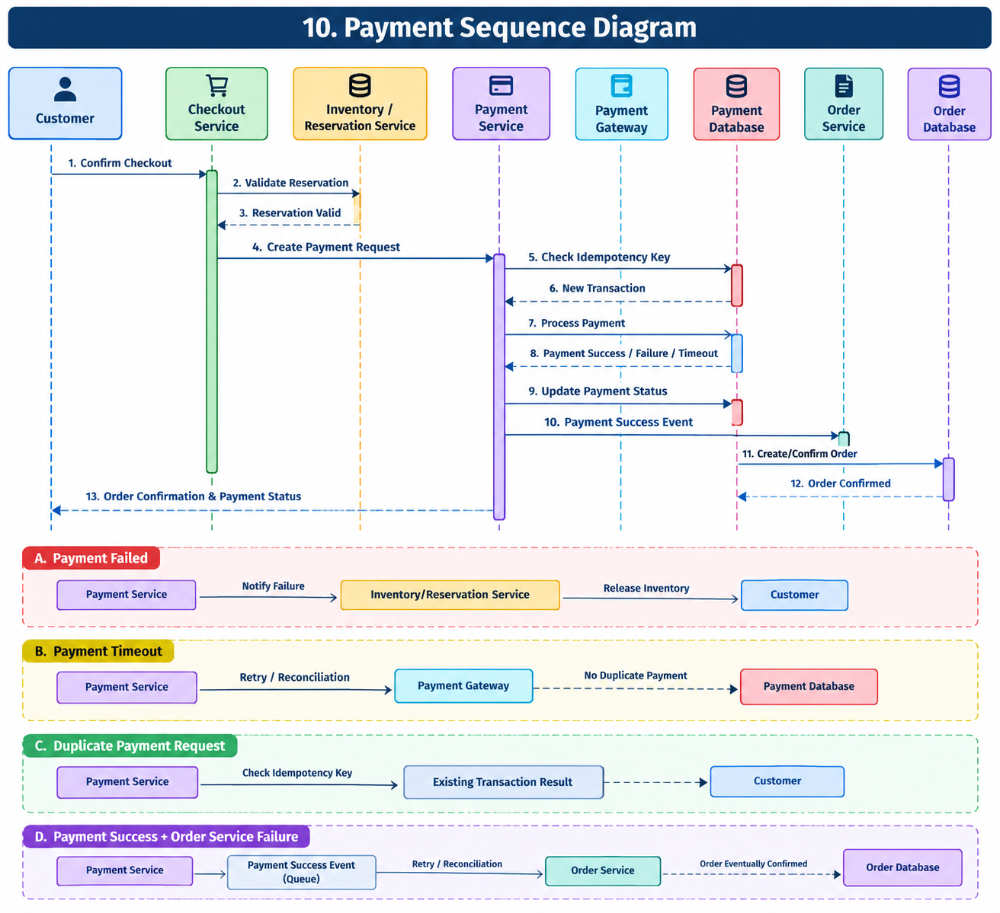 10. Payment Sequence Diagram
Customer
Checkout
Service
Inventory /
Reservation Service
Payment
Service
Payment
Gateway
Payment
Database
Order
Service
Order
Database
1. Confirm Checkout
2. Validate Reservation
3. Reservation Valid
4. Create Payment Request
5. Check Idempotency Key
6. New Transaction
7. Process Payment
8. Payment Success / Failure / Timeout
9. Update Payment Status
10. Payment Success Event
11. Create/Confirm Order
12. Order Confirmed
13. Order Confirmation & Payment Status
A. Payment Failed
Payment Service
Notify Failure
Inventory/Reservation Service
Release Inventory
Customer
B. Payment Timeout
Payment Service
Retry / Reconciliation
Payment Gateway
No Duplicate Payment
Payment Database
C. Duplicate Payment Request
Payment Service
Check Idempotency Key
Existing Transaction Result
Customer
D. Payment Success + Order Service Failure
Payment Service
Payment Success Event
(Queue)
Retry / Reconciliation
Order Service
Order Eventually Confirmed
Order Database